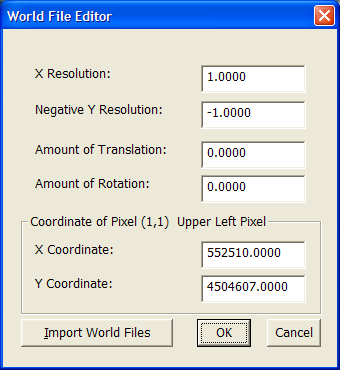 World File Editor
X Resolution: 1.0000
Negative Y Resolution: -1.0000
Amount of Translation: 0.0000
Amount of Rotation: 0.0000
Coordinate of Pixel (1,1) Upper Left Pixel
X Coordinate: 552510.0000
Y Coordinate: 4504607.0000
Import World Files OK Cancel